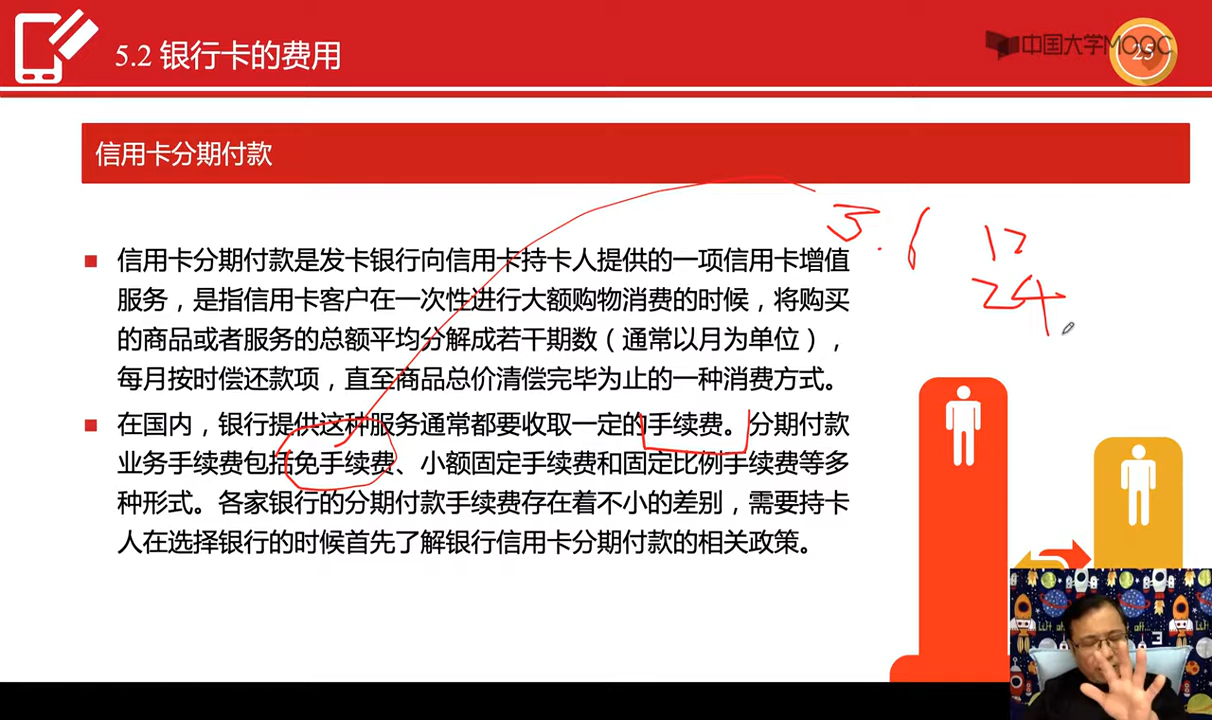 5.2 银行卡的费用
中国大学MOOC
25
信用卡分期付款
3. 6 12
24
信用卡分期付款是发卡银行向信用卡持卡人提供的一项信用卡增值
服务，是指信用卡客户在一次性进行大额购物消费的时候，将购买
的商品或者服务的总额平均分解成若干期数（通常以月为单位），
每月按时偿还款项，直至商品总价清偿完毕为止的一种消费方式。
在国内，银行提供这种服务通常都要收取一定的手续费。分期付款
业务手续费包括免手续费、小额固定手续费和固定比例手续费等多
种形式。各家银行的分期付款手续费存在着不小的差别，需要持卡
人在选择银行的时候首先了解银行信用卡分期付款的相关政策。